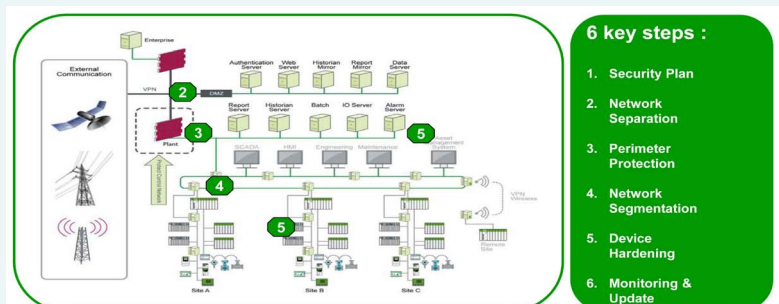 External
Communication
Enterprise
VPN
2
DMZ
Authentication
Server
Web
Server
Historian
Mirror
Report
Mirror
Data
Server
Report
Server
Historian
Server
Batch
IO Server
Alarm
Server
Plant
3
5
SCADA
HMI
Engineering
Maintenance
System
4
VPN
Wireless
Remote
Site
5
Site A
Site B
Site C
6 key steps :
1. Security Plan
2. Network
Separation
3. Perimeter
Protection
4. Network
Segmentation
5. Device
Hardening
6. Monitoring &
Update